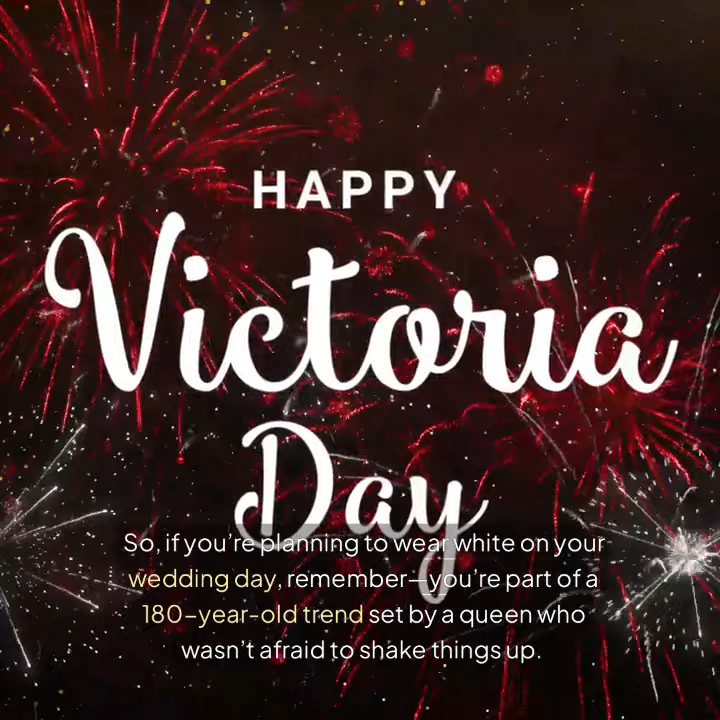 HAPPY
Victoria
Day
So, if you're planning to wear white on your
wedding day, remember—you're part of a
180-year-old trend set by a queen who
wasn't afraid to shake things up.